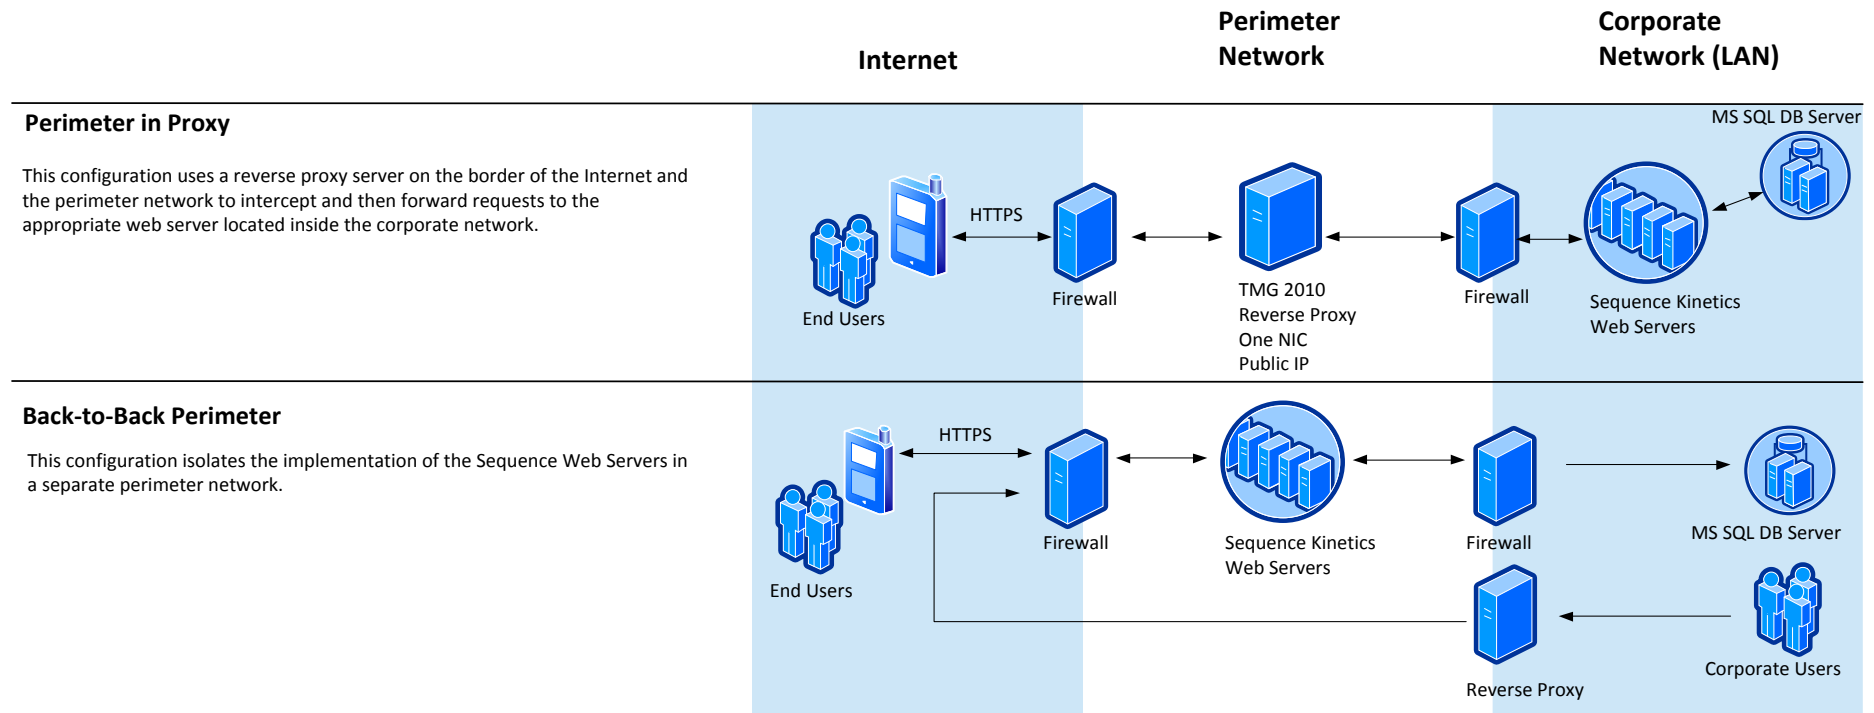 Internet
Perimeter
Network
Corporate
Network (LAN)
Perimeter in Proxy
This configuration uses a reverse proxy server on the border of the Internet and
the perimeter network to intercept and then forward requests to the
appropriate web server located inside the corporate network.
End Users
HTTPS
Firewall
TMG 2010
Reverse Proxy
One NIC
Public IP
Firewall
Sequence Kinetics
Web Servers
MS SQL DB Server
Back-to-Back Perimeter
This configuration isolates the implementation of the Sequence Web Servers in
a separate perimeter network.
End Users
HTTPS
Firewall
Sequence Kinetics
Web Servers
Firewall
MS SQL DB Server
Reverse Proxy
Corporate Users